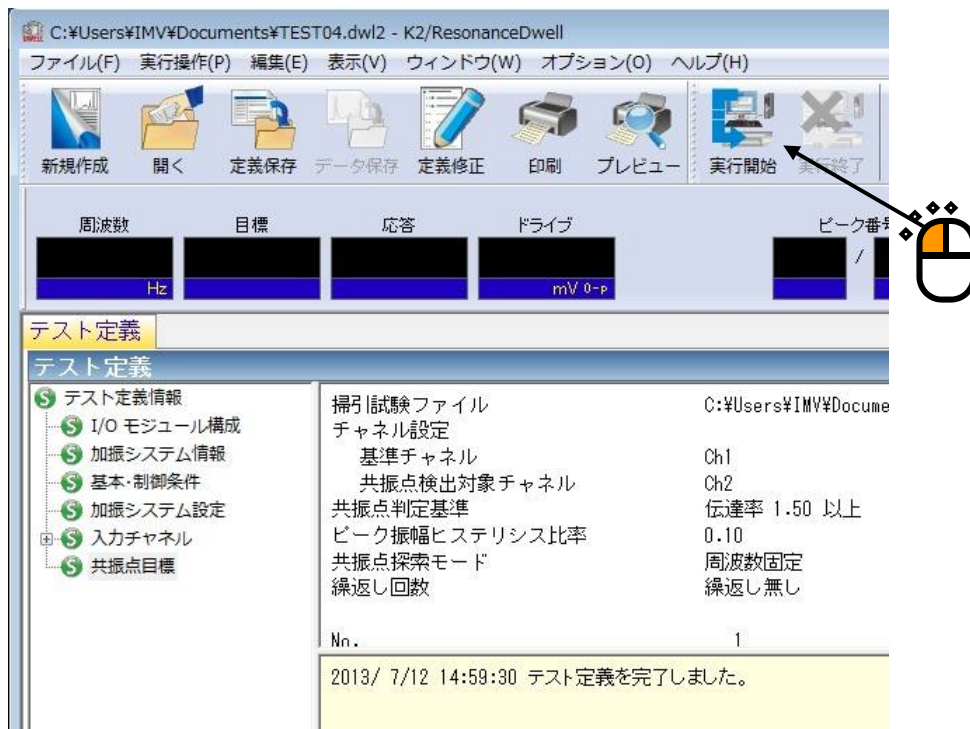 C:¥Users¥IMV¥Documents¥TEST04.dwl2 - K2/ResonanceDwell
ファイル(F) 実行操作(P) 編集(E) 表示(V) ウィンドウ(W) オプション(O) ヘルプ(H)
新規作成 開く 定義保存 データ保存 定義修正 印刷 プレビュー 実行開始 実行終了
周波数 目標 応答 ドライブ ピーク番号
/
Hz mV 0-P
テスト定義
テスト定義
テスト定義情報
I/O モジュール構成
加振システム情報
基本・制御条件
加振システム設定
入力チャネル
共振点目標
掃引試験ファイル C:¥Users¥IMV¥Docume
チャネル設定
基準チャネル Ch1
共振点検出対象チャネル Ch2
共振点判定基準 伝達率 1.50 以上
ピーク振幅ヒステリシス比率 0.10
共振点探索モード 周波数固定
繰返し回数 繰返し無し
No. 1
2013/ 7/12 14:59:30 テスト定義を完了しました。